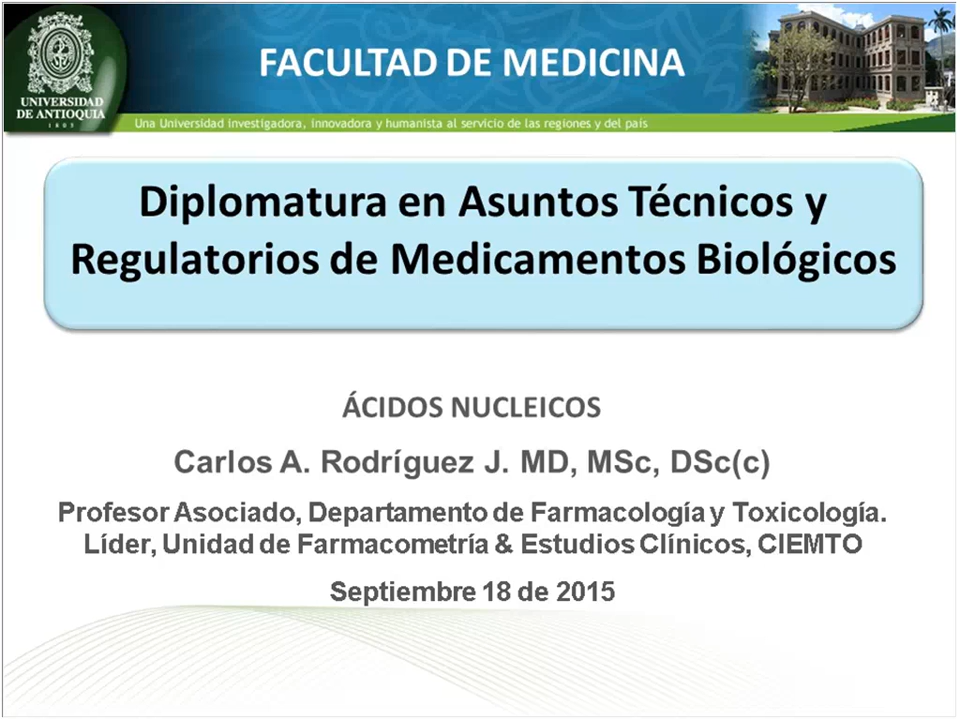 FACULTAD DE MEDICINA
UNIVERSIDAD
DE ANTIOQUIA
1803
Una Universidad investigadora, innovadora y humanista al servicio de las regiones y del país
Diplomatura en Asuntos Técnicos y
Regulatorios de Medicamentos Biológicos
ÁCIDOS NUCLEICOS
Carlos A. Rodríguez J. MD, MSc, DSc(c)
Profesor Asociado, Departamento de Farmacología y Toxicología.
Líder, Unidad de Farmacometría & Estudios Clínicos, CIEMTO
Septiembre 18 de 2015